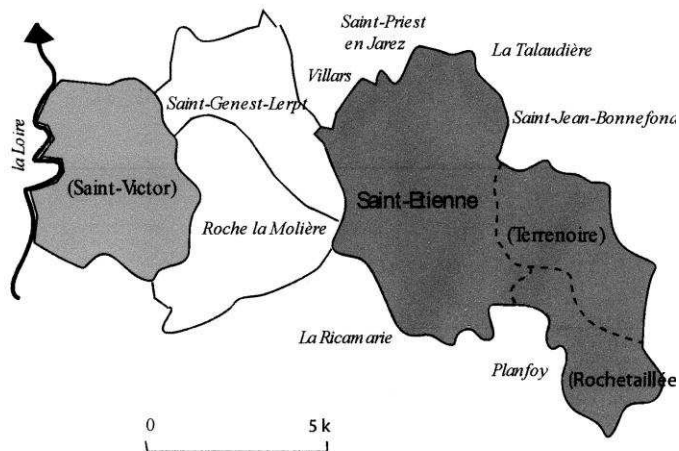 Saint-Priest
en Jarez
La Talaudière
Villars
Saint-Genest-Lerpt
Saint-Jean-Bonnefond
la Loire
(Saint-Victor)
Saint-Etienne
Roche la Molière
(Terrenoire)
La Ricamarie
Planfoy
(Rochetaillée)
0
5 k